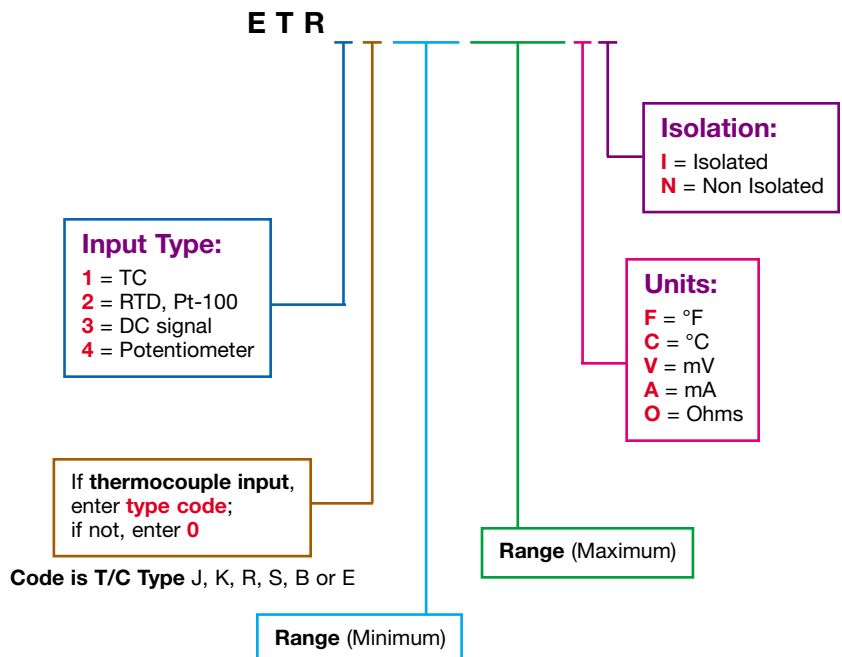 E T R
Isolation:
I = Isolated
N = Non Isolated
Input Type:
1 = TC
2 = RTD, Pt-100
3 = DC signal
4 = Potentiometer
Units:
F = °F
C = °C
V = mV
A = mA
O = Ohms
If thermocouple input,
enter type code;
if not, enter 0
Code is T/C Type J, K, R, S, B or E
Range (Maximum)
Range (Minimum)